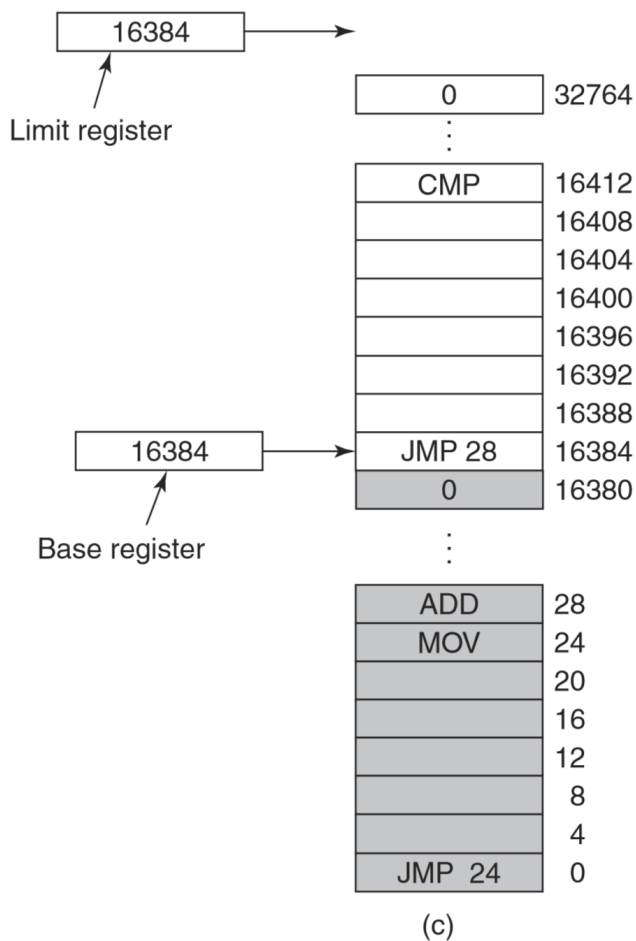 16384
Limit register
0 32764
CMP 16412
16408
16404
16400
16396
16392
16388
16384 JMP 28 16384
0 16380
Base register
ADD 28
MOV 24
20
16
12
8
4
JMP 24 0
(c)